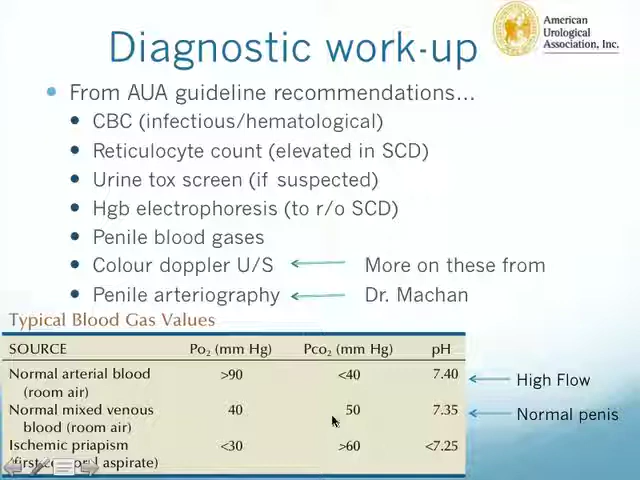 Diagnostic work-up
American
Urological
Association, Inc.
From AUA guideline recommendations...
CBC (infectious/hematological)
Reticulocyte count (elevated in SCD)
Urine tox screen (if suspected)
Hgb electrophoresis (to r/o SCD)
Penile blood gases
Colour doppler U/S More on these from
Penile arteriography Dr. Machan
Typical Blood Gas Values
SOURCE Po2 (mm Hg) Pco2 (mm Hg) pH
Normal arterial blood >90 <40 7.40 High Flow
(room air)
Normal mixed venous 40 50 7.35 Normal penis
blood (room air)
Ischemic priapism <30 >60 <7.25
(first aspirate)